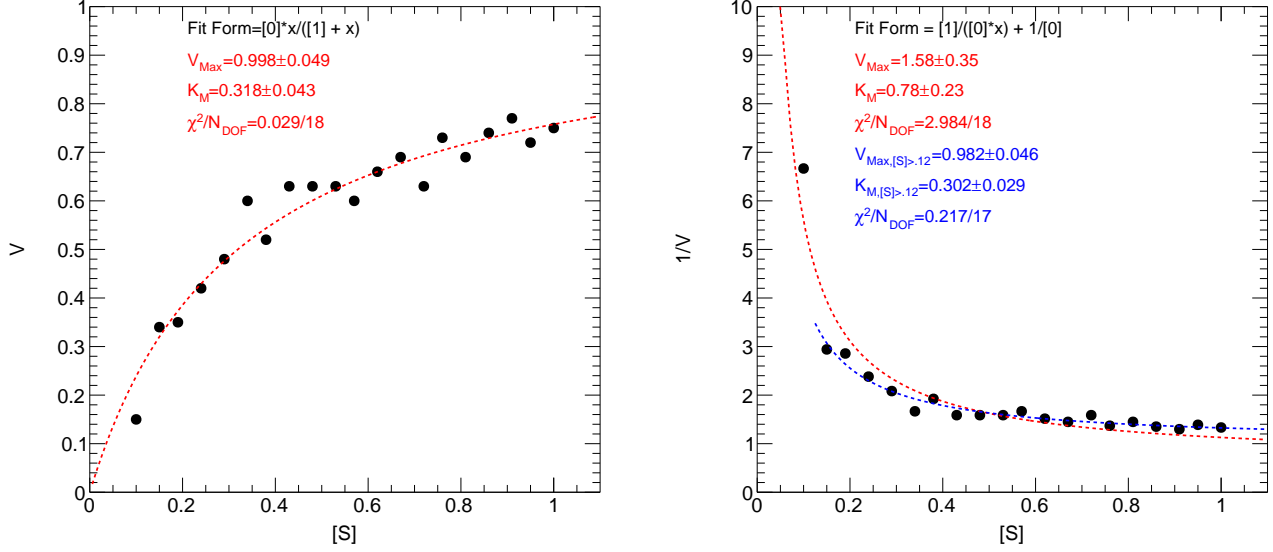 Fit Form=[0]*x/([1] + x)
V_Max=0.998±0.049
K_M=0.318±0.043
χ²/N_DOF=0.029/18
1
0.9
0.8
0.7
0.6
0.5
0.4
0.3
0.2
0.1
0
V
0
0.2
0.4
0.6
0.8
1
[S]
Fit Form = [1]/([0]*x) + 1/[0]
V_Max=1.58±0.35
K_M=0.78±0.23
χ²/N_DOF=2.984/18
V_Max,[S]>.12=0.982±0.046
K_M,[S]>.12=0.302±0.029
χ²/N_DOF=0.217/17
10
9
8
7
6
5
4
3
2
1
0
1/V
0
0.2
0.4
0.6
0.8
1
[S]